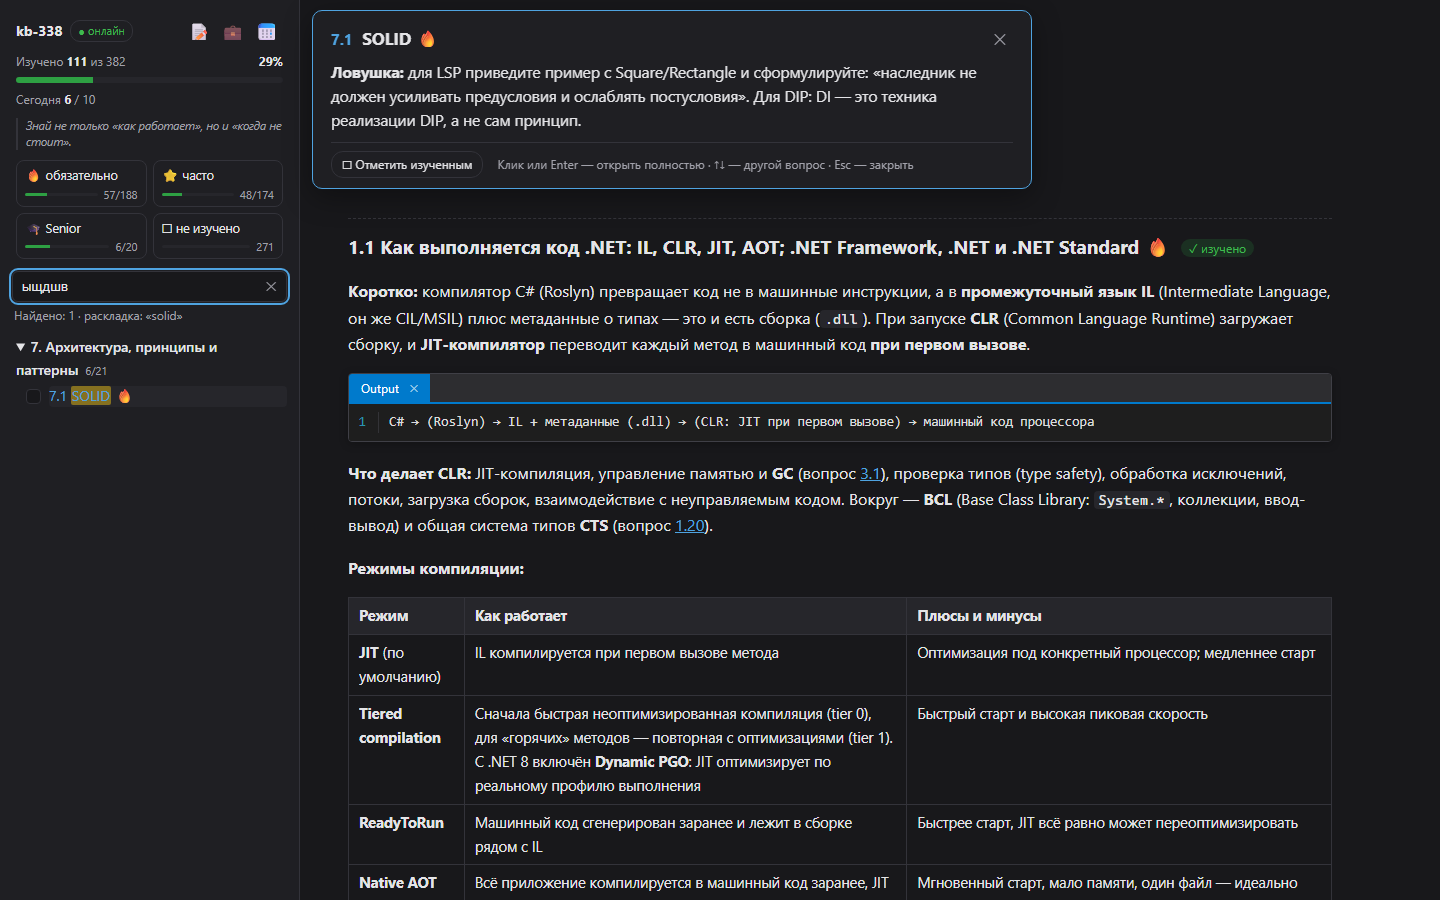 kb-338 ● онлайн
Изучено 111 из 382 29%
Сегодня 6 / 10
Знай не только «как работает», но и «когда не
стоит».
обязательно
57/188
часто
48/174
Senior
6/20
не изучено
271
ыщдшв
Найдено: 1 · раскладка: «solid»
▼ 7. Архитектура, принципы и
паттерны 6/21
7.1 SOLID
7.1 SOLID
Ловушка: для LSP приведите пример с Square/Rectangle и сформулируйте: «наследник не
должен усиливать предусловия и ослаблять постусловия». Для DIP: DI — это техника
реализации DIP, а не сам принцип.
Отметить изученным Клик или Enter — открыть полностью · ↑↓ — другой вопрос · Esc — закрыть
1.1 Как выполняется код .NET: IL, CLR, JIT, AOT; .NET Framework, .NET и .NET Standard ✓ изучено
Коротко: компилятор C# (Roslyn) превращает код не в машинные инструкции, а в промежуточный язык IL (Intermediate Language,
он же CIL/MSIL) плюс метаданные о типах — это и есть сборка ( .dll ). При запуске CLR (Common Language Runtime) загружает
сборку, и JIT-компилятор переводит каждый метод в машинный код при первом вызове.
Output ×
1 C# → (Roslyn) → IL + метаданные (.dll) → (CLR: JIT при первом вызове) → машинный код процессора
Что делает CLR: JIT-компиляция, управление памятью и GC (вопрос 3.1), проверка типов (type safety), обработка исключений,
потоки, загрузка сборок, взаимодействие с неуправляемым кодом. Вокруг — BCL (Base Class Library: System.*, коллекции, ввод-
вывод) и общая система типов CTS (вопрос 1.20).
Режимы компиляции:
Режим Как работает Плюсы и минусы
JIT (по
умолчанию)
IL компилируется при первом вызове метода
Оптимизация под конкретный процессор; медленнее старт
Tiered
compilation
Сначала быстрая неоптимизированная компиляция (tier 0),
для «горячих» методов — повторная с оптимизациями (tier 1).
С .NET 8 включён Dynamic PGO: JIT оптимизирует по
реальному профилю выполнения
Быстрый старт и высокая пиковая скорость
ReadyToRun
Машинный код сгенерирован заранее и лежит в сборке
рядом с IL
Быстрее старт, JIT всё равно может переоптимизировать
Native AOT Всё приложение компилируется в машинный код заранее, JIT Мгновенный старт, мало памяти, один файл — идеально